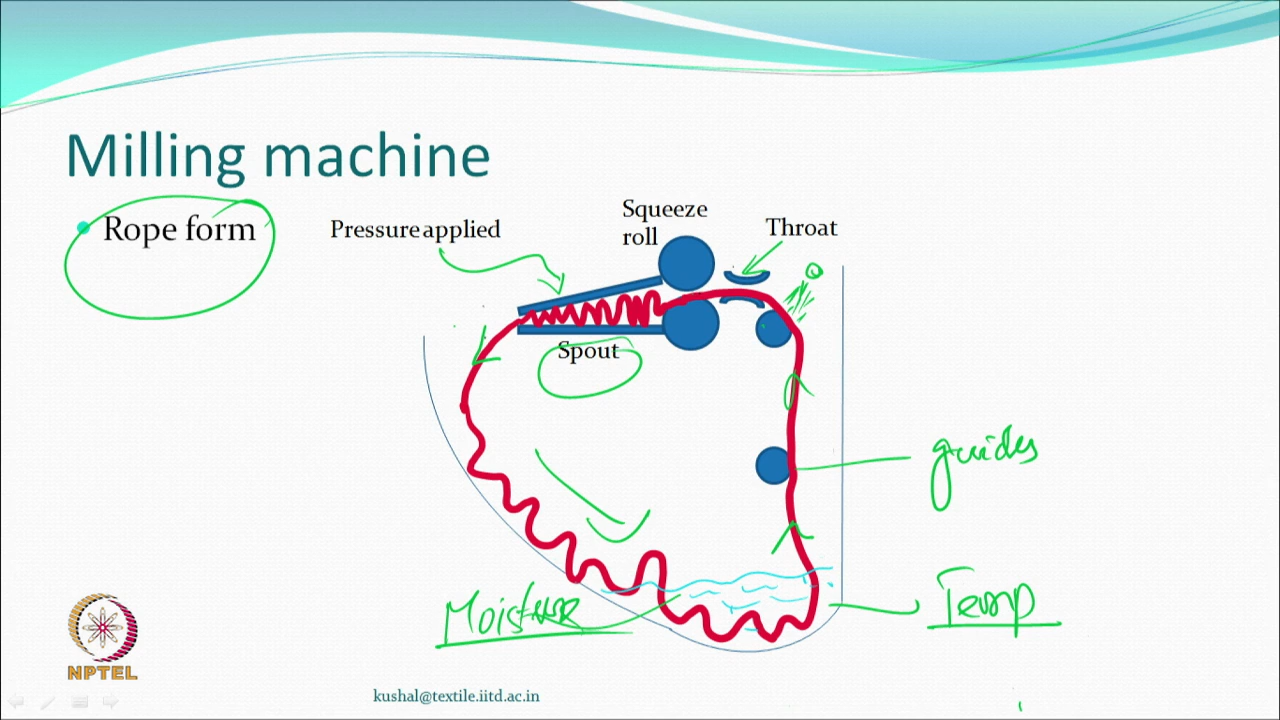 Milling machine
Rope form
Pressure applied
Squeeze
roll
Throat
Spout
guides
Moisture
Temp
NPTEL
kushal@textile.iitd.ac.in